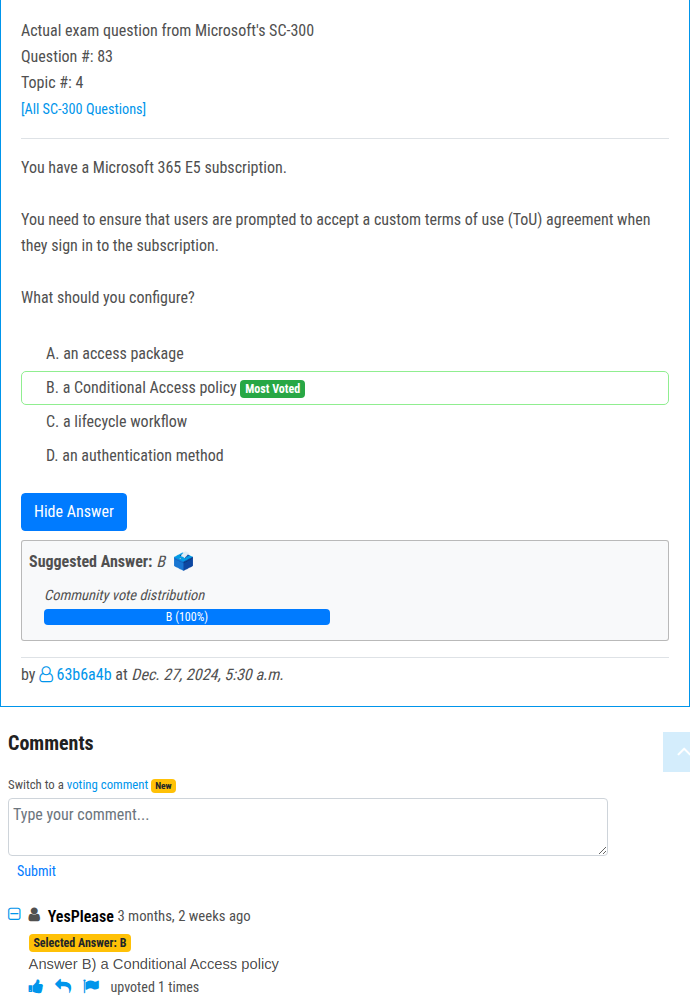 Actual exam question from Microsoft's SC-300
Question #: 83
Topic #: 4
[All SC-300 Questions]
You have a Microsoft 365 E5 subscription.
You need to ensure that users are prompted to accept a custom terms of use (ToU) agreement when
they sign in to the subscription.
What should you configure?
A. an access package
B. a Conditional Access policy Most Voted
C. a lifecycle workflow
D. an authentication method
Hide Answer
Suggested Answer: B
Community vote distribution
B (100%)
by 63b6a4b at Dec. 27, 2024, 5:30 a.m.
Comments
Switch to a voting comment New
Type your comment...
Submit
YesPlease 3 months, 2 weeks ago
Selected Answer: B
Answer B) a Conditional Access policy
upvoted 1 times